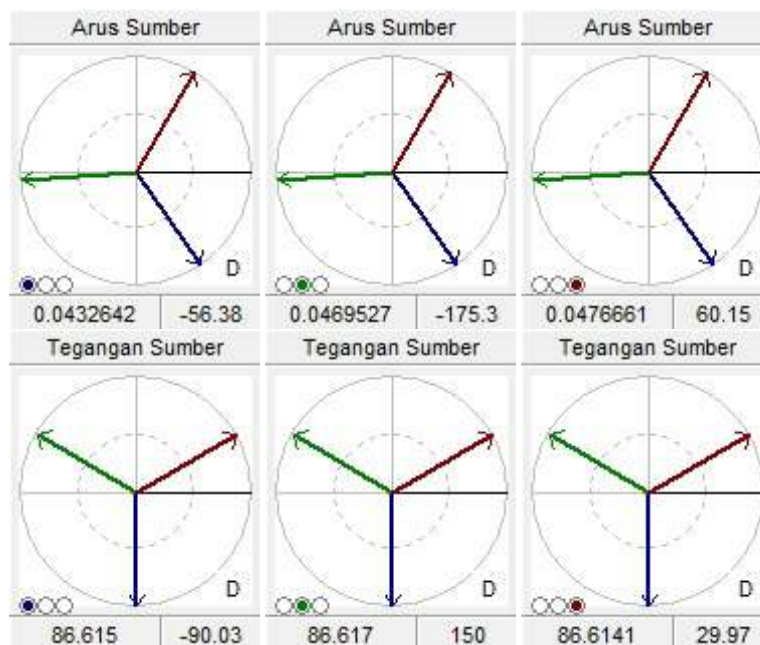 Arus Sumber Arus Sumber Arus Sumber
D D D
0.0432642 -56.38 0.0469527 -175.3 0.0476661 60.15
Tegangan Sumber Tegangan Sumber Tegangan Sumber
D D D
86.615 -90.03 86.617 150 86.6141 29.97